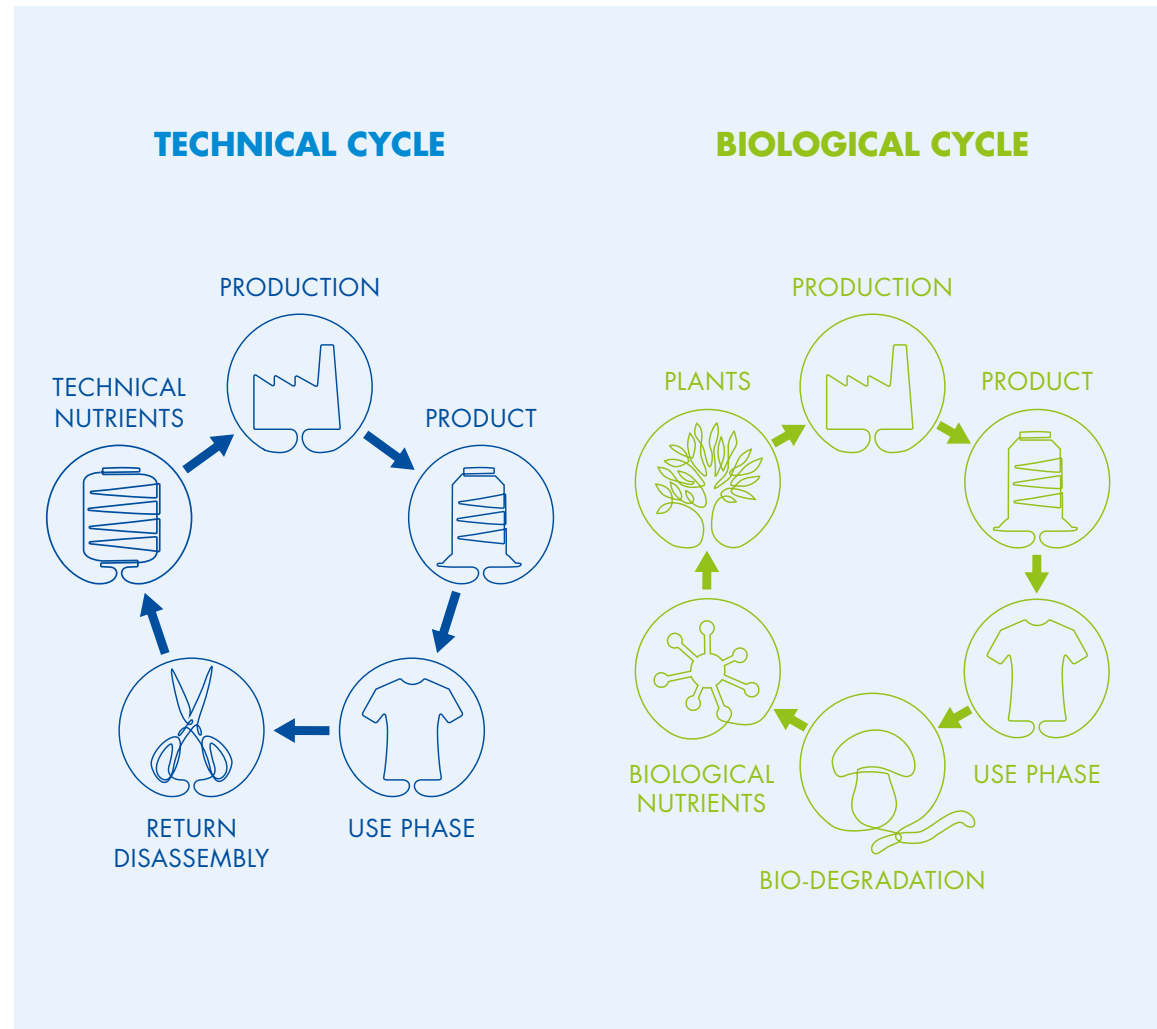 TECHNICAL CYCLE
PRODUCTION
TECHNICAL
NUTRIENTS
PRODUCT
RETURN
DISASSEMBLY
USE PHASE
BIOLOGICAL CYCLE
PRODUCTION
PLANTS
PRODUCT
BIOLOGICAL
NUTRIENTS
USE PHASE
BIO-DEGRADATION